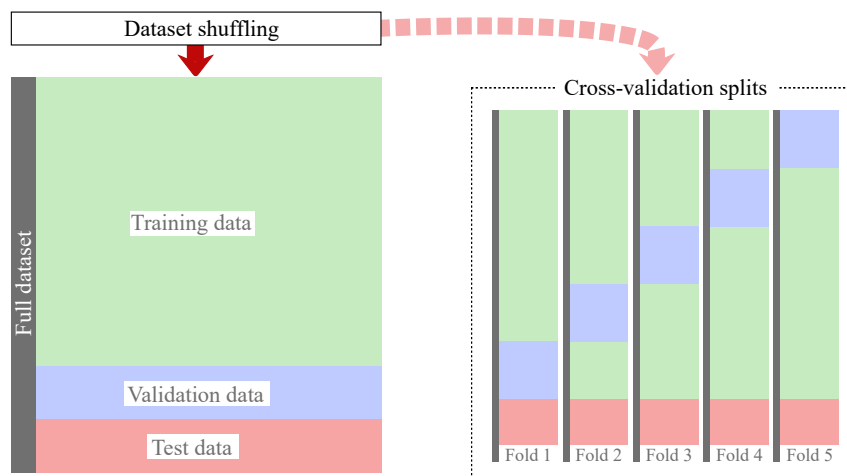 Dataset shuffling
Full dataset
Training data
Validation data
Test data
Cross-validation splits
Fold 1
Fold 2
Fold 3
Fold 4
Fold 5